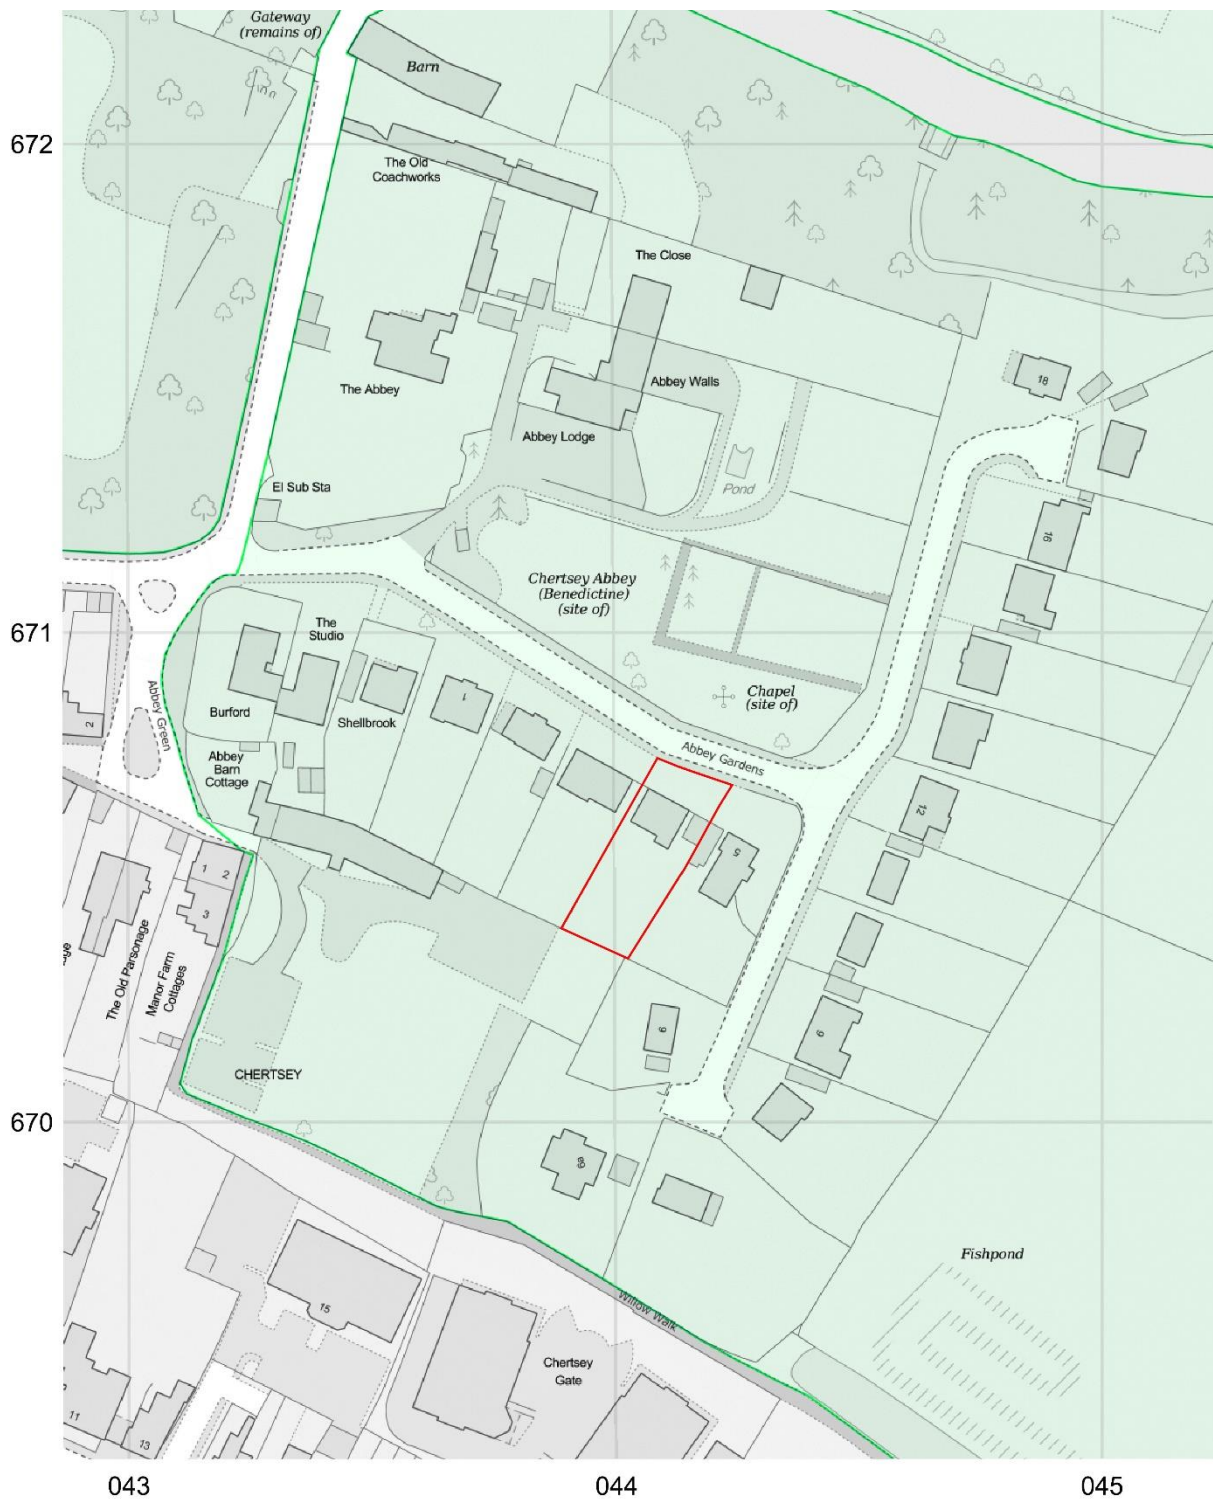 Gateway
(remains of)
Barn
672
The Old
Coachworks
The Close
18
The Abbey
Abbey Walls
Abbey Lodge
El Sub Sta
Pond
16
Chertsey Abbey
(Benedictine)
(site of)
671
The
Studio
Chapel
(site of)
Abbey Green
1
Burford
Shellbrook
2
Abbey Gardens
Abbey
Barn
Cottage
12
5
1 2
3
The Old Parsonage
Manor Farm
Cottages
6
9
CHERTSEY
670
69
Fishpond
Willow Walk
15
Chertsey
Gate
11
13
043
044
045